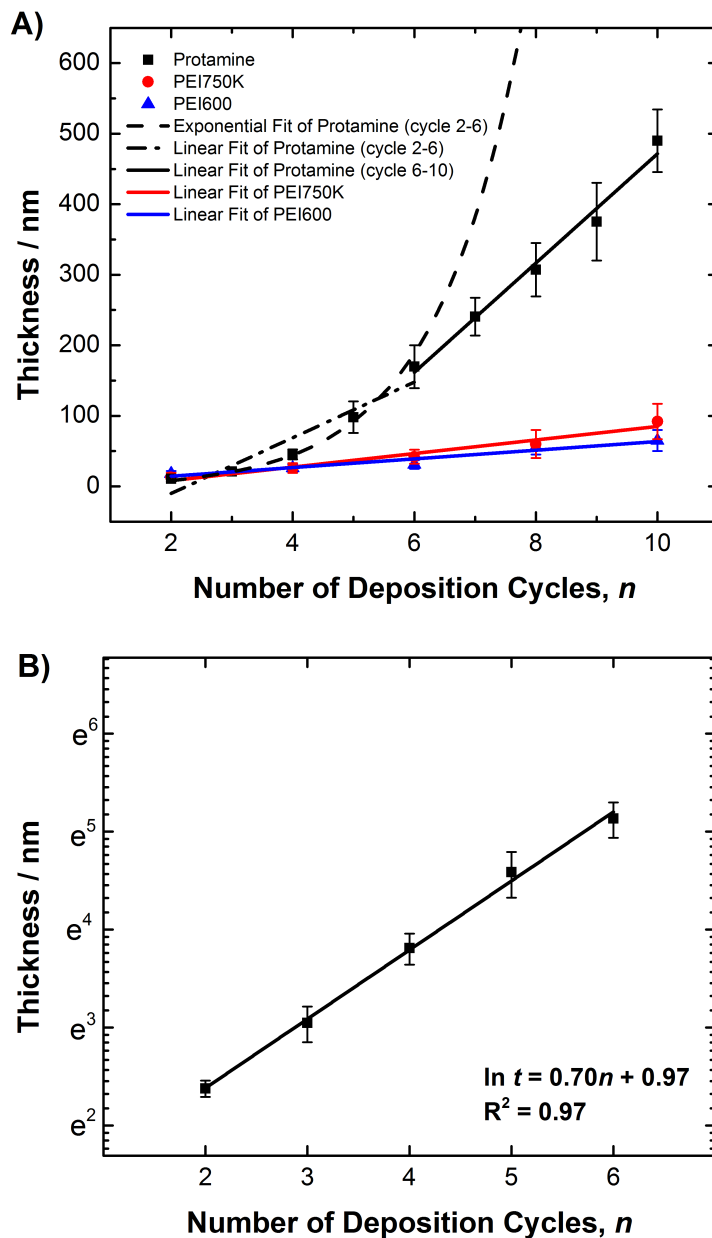 A)
600
500
400
300
200
100
0
Thickness / nm
Protamine
PEI750K
PEI600
Exponential Fit of Protamine (cycle 2-6)
Linear Fit of Protamine (cycle 2-6)
Linear Fit of Protamine (cycle 6-10)
Linear Fit of PEI750K
Linear Fit of PEI600
2 4 6 8 10
Number of Deposition Cycles, n
B)
e⁶
e⁵
e⁴
e³
e²
Thickness / nm
ln t = 0.70n + 0.97
R² = 0.97
2 3 4 5 6
Number of Deposition Cycles, n